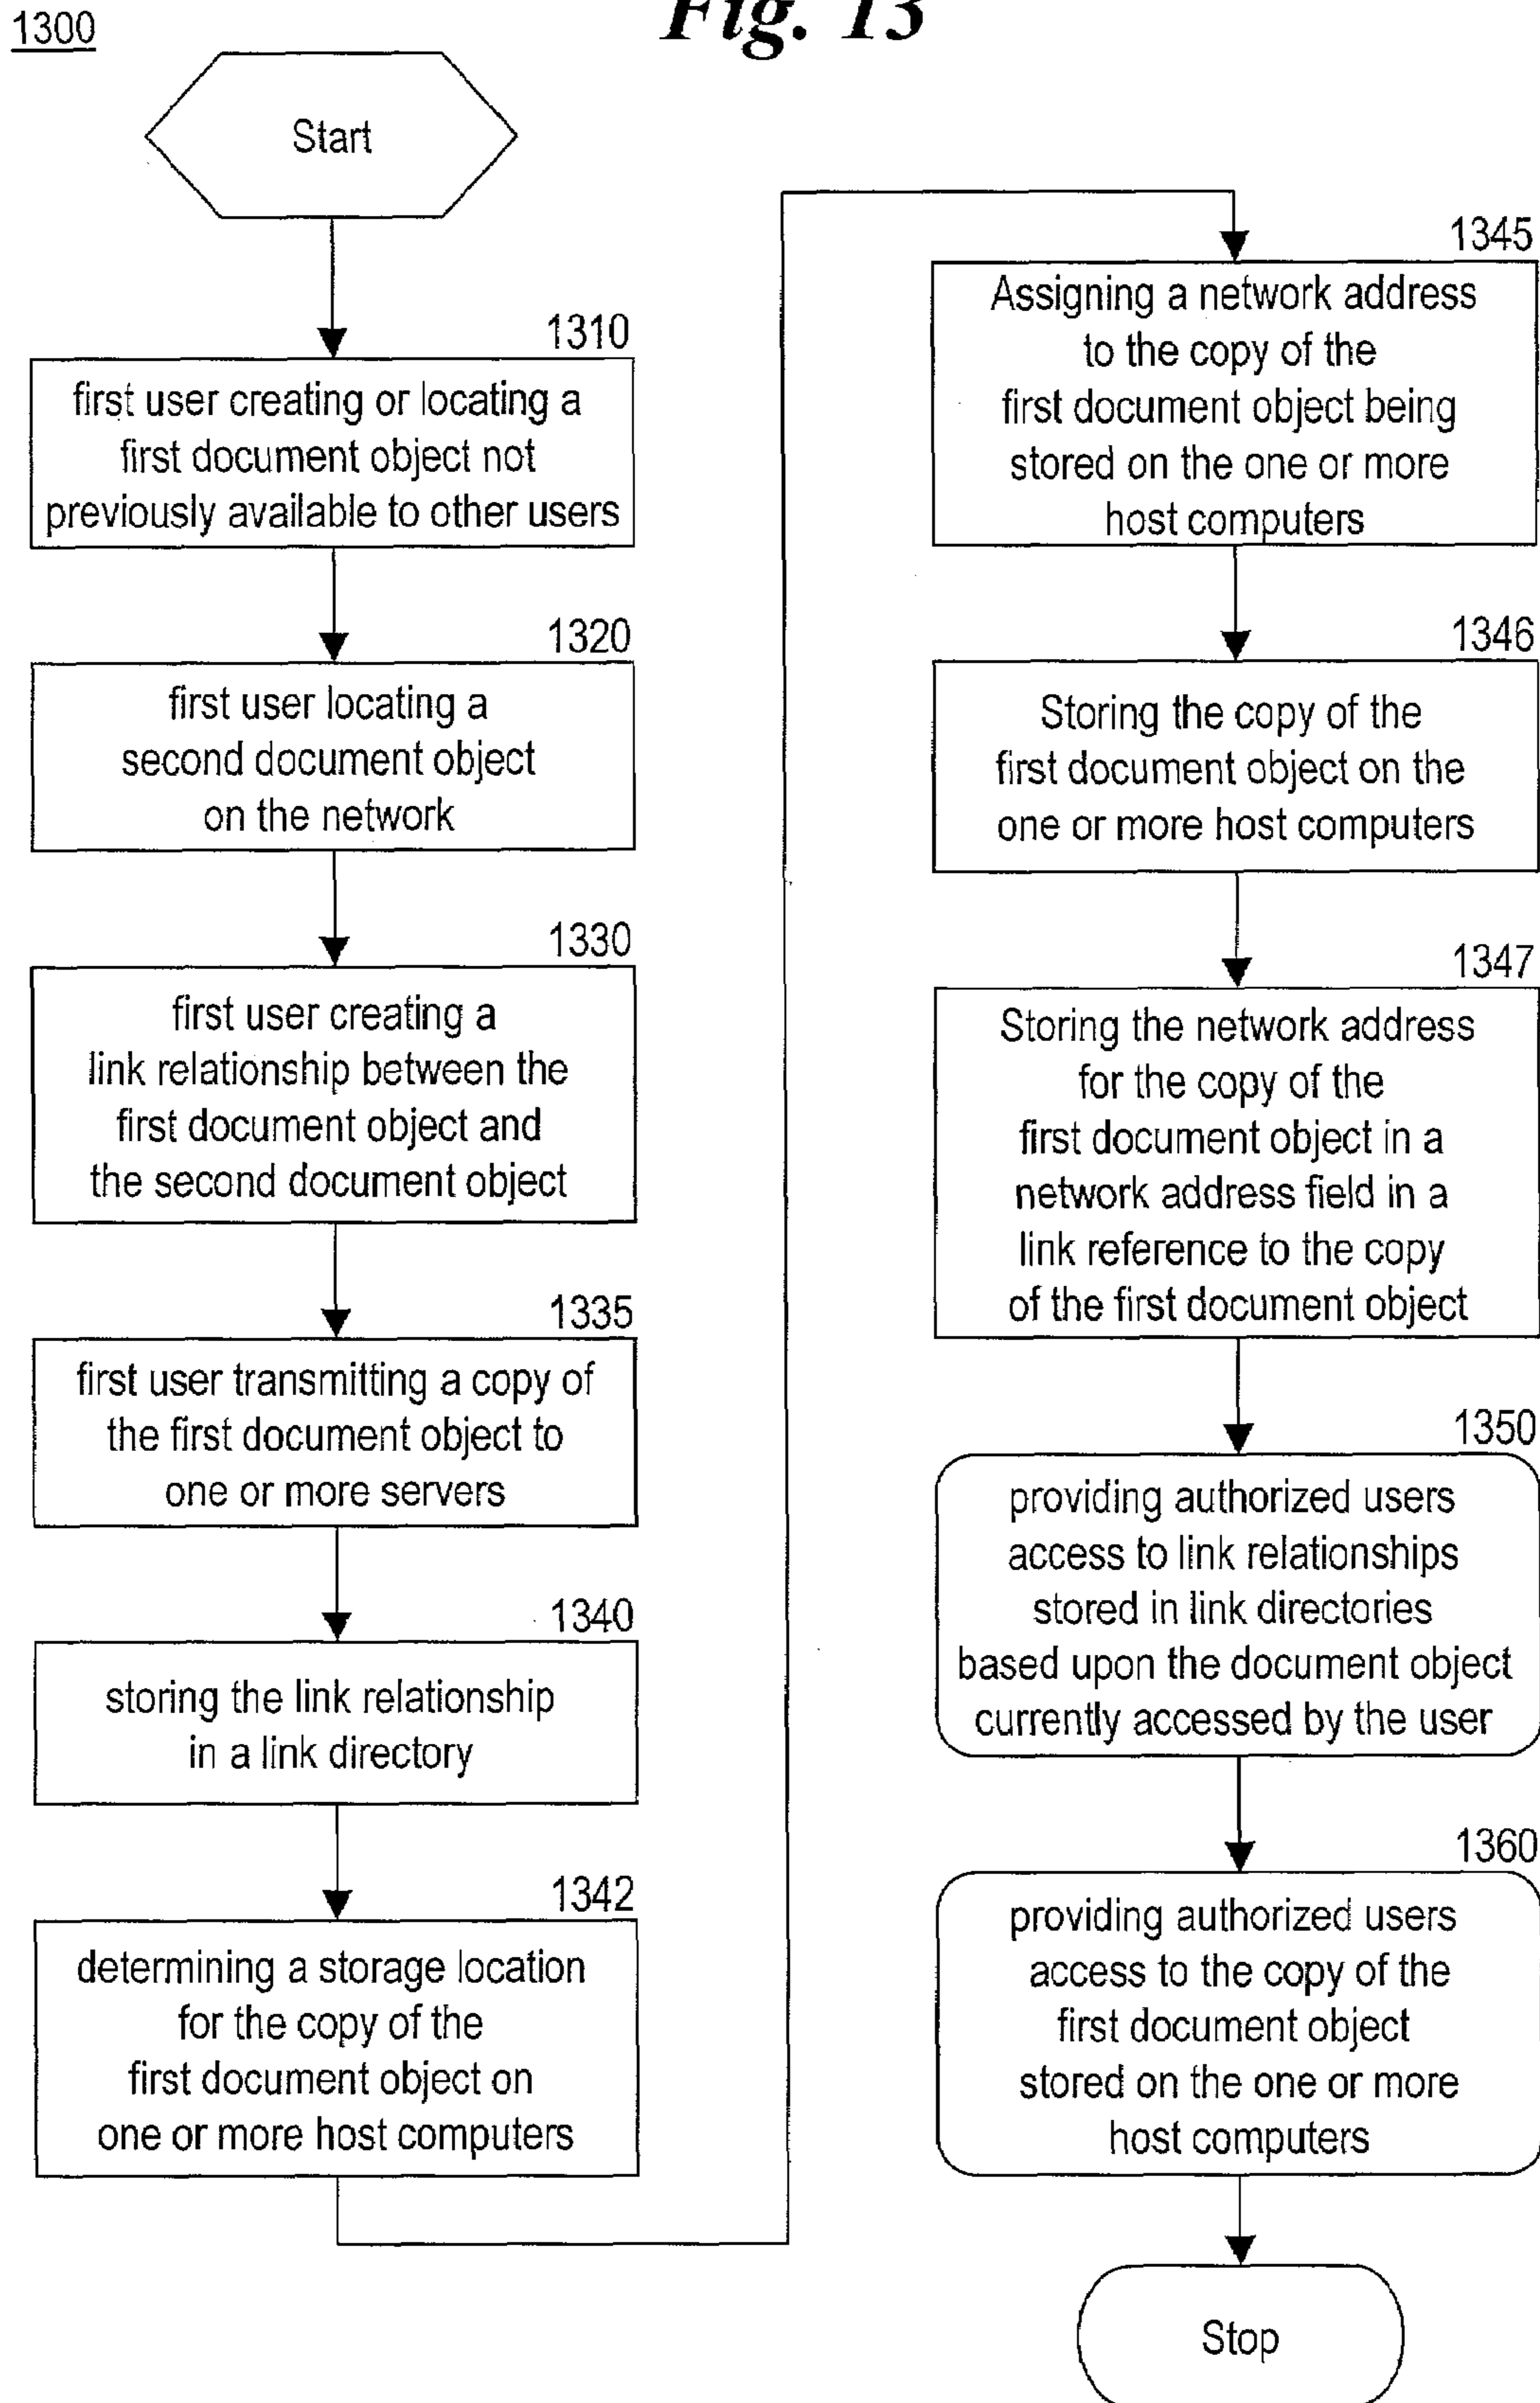 Fig. 13
1300
Start
1310
first user creating or locating a
first document object not
previously available to other users
1320
first user locating a
second document object
on the network
1330
first user creating a
link relationship between the
first document object and
the second document object
1335
first user transmitting a copy of
the first document object to
one or more servers
1340
storing the link relationship
in a link directory
1342
determining a storage location
for the copy of the
first document object on
one or more host computers
1345
Assigning a network address
to the copy of the
first document object being
stored on the one or more
host computers
1346
Storing the copy of the
first document object on the
one or more host computers
1347
Storing the network address
for the copy of the
first document object in a
network address field in a
link reference to the copy
of the first document object
1350
providing authorized users
access to link relationships
stored in link directories
based upon the document object
currently accessed by the user
1360
providing authorized users
access to the copy of the
first document object
stored on the one or more
host computers
Stop